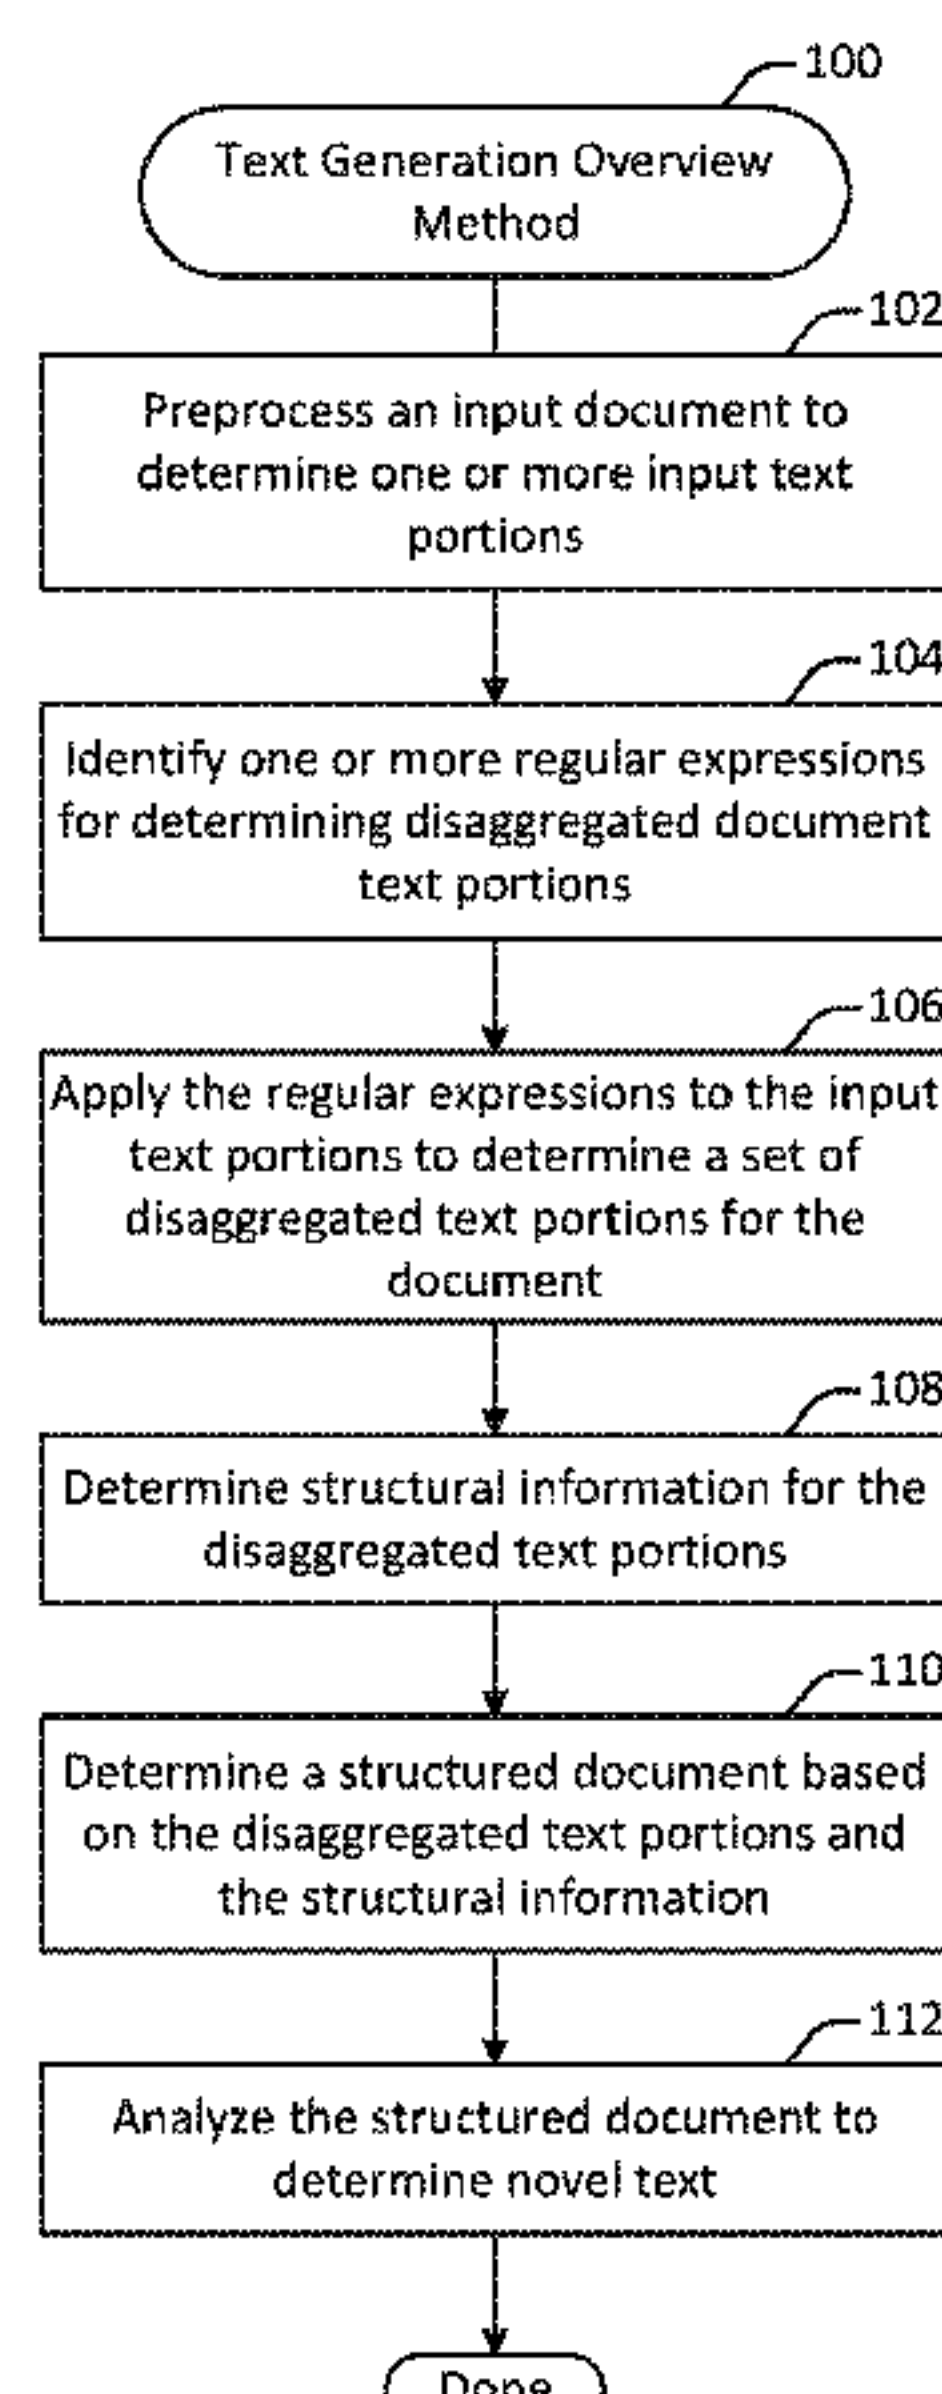 100
Text Generation Overview
Method
102
Preprocess an input document to
determine one or more input text
portions
104
Identify one or more regular expressions
for determining disaggregated document
text portions
106
Apply the regular expressions to the input
text portions to determine a set of
disaggregated text portions for the
document
108
Determine structural information for the
disaggregated text portions
110
Determine a structured document based
on the disaggregated text portions and
the structural information
112
Analyze the structured document to
determine novel text
Done